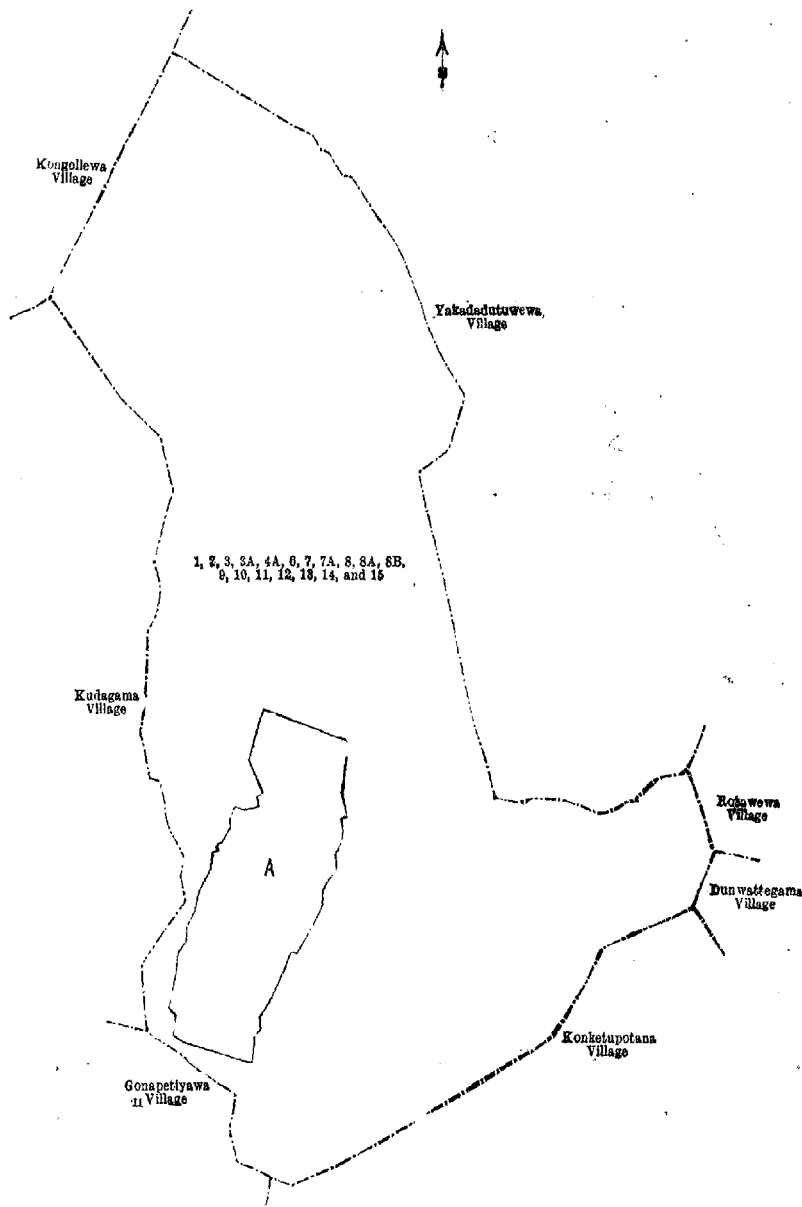 Kongollewa
Village
Yakadadutuwewa
Village
1, 2, 3, 3A, 4A, 6, 7, 7A, 8, 8A, 8B,
9, 10, 11, 12, 13, 14, and 15
Kudagama
Village
A
Village
Dunwattegama
Village
Konketupotana
Village
Gonapetiyawa
Village